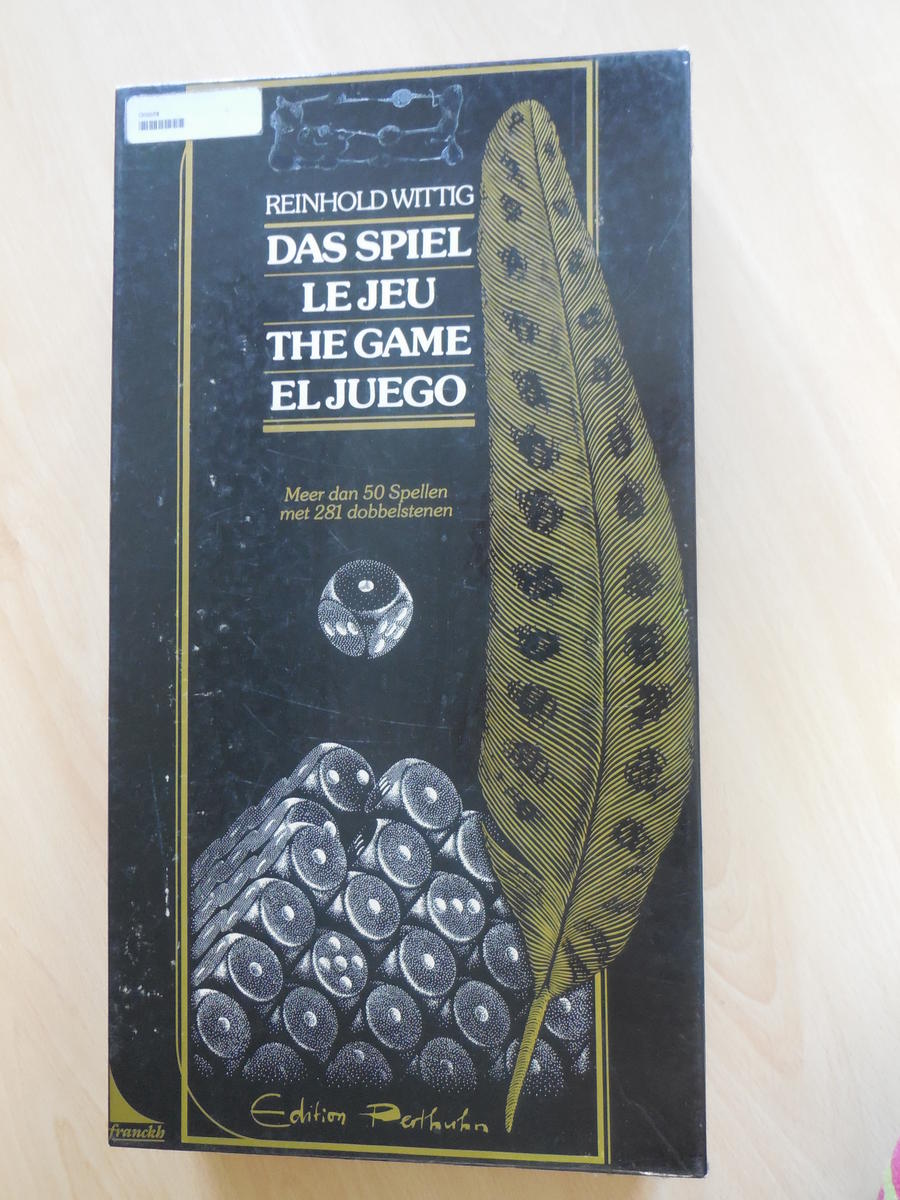 REINHOLD WITTIG
DAS SPIEL
LE JEU
THE GAME
EL JUEGO
Meer dan 50 Spellen
met 281 dobbelstenen
Edition Perlhuhn
franckh